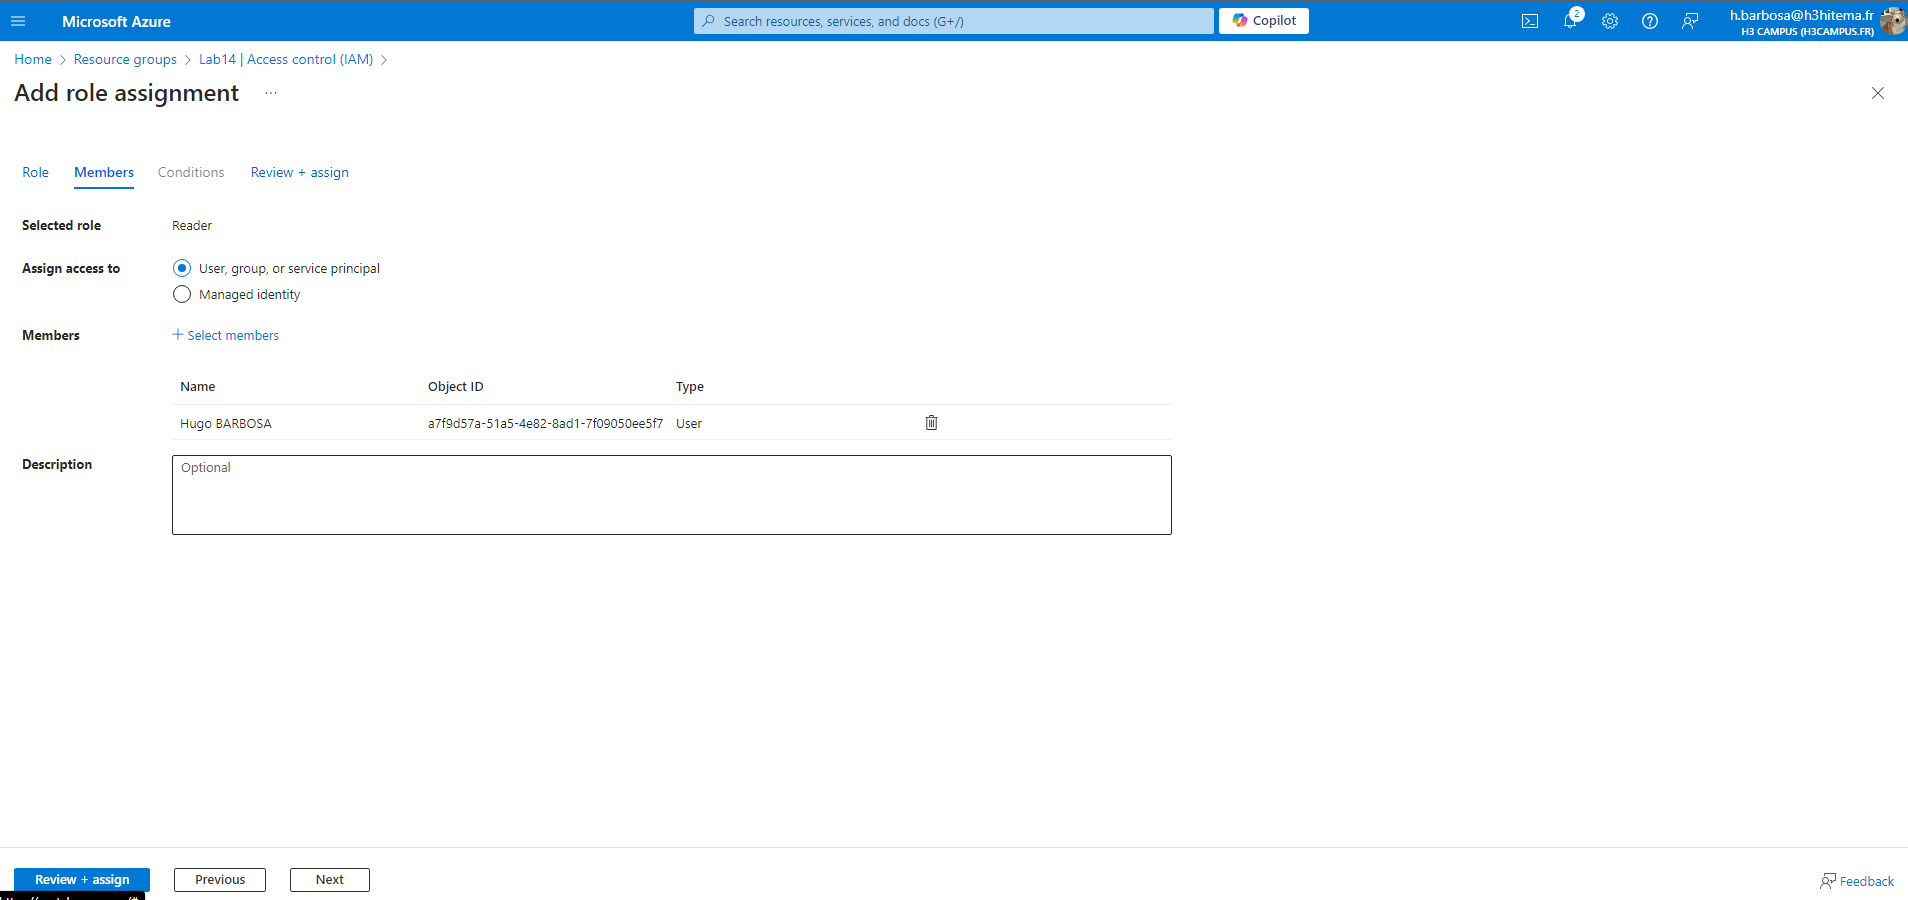 Microsoft Azure
Search resources, services, and docs (G+/)
Copilot
2
h.barbosa@h3hitema.fr
H3 CAMPUS (H3CAMPUS.FR)
Home > Resource groups > Lab14 | Access control (IAM) >
Add role assignment ...
Role Members Conditions Review + assign
Selected role Reader
Assign access to User, group, or service principal
Managed identity
Members + Select members
Name Object ID Type
Hugo BARBOSA a7f9d57a-51a5-4e82-8ad1-7f09050ee5f7 User
Description Optional
Review + assign Previous Next
Feedback